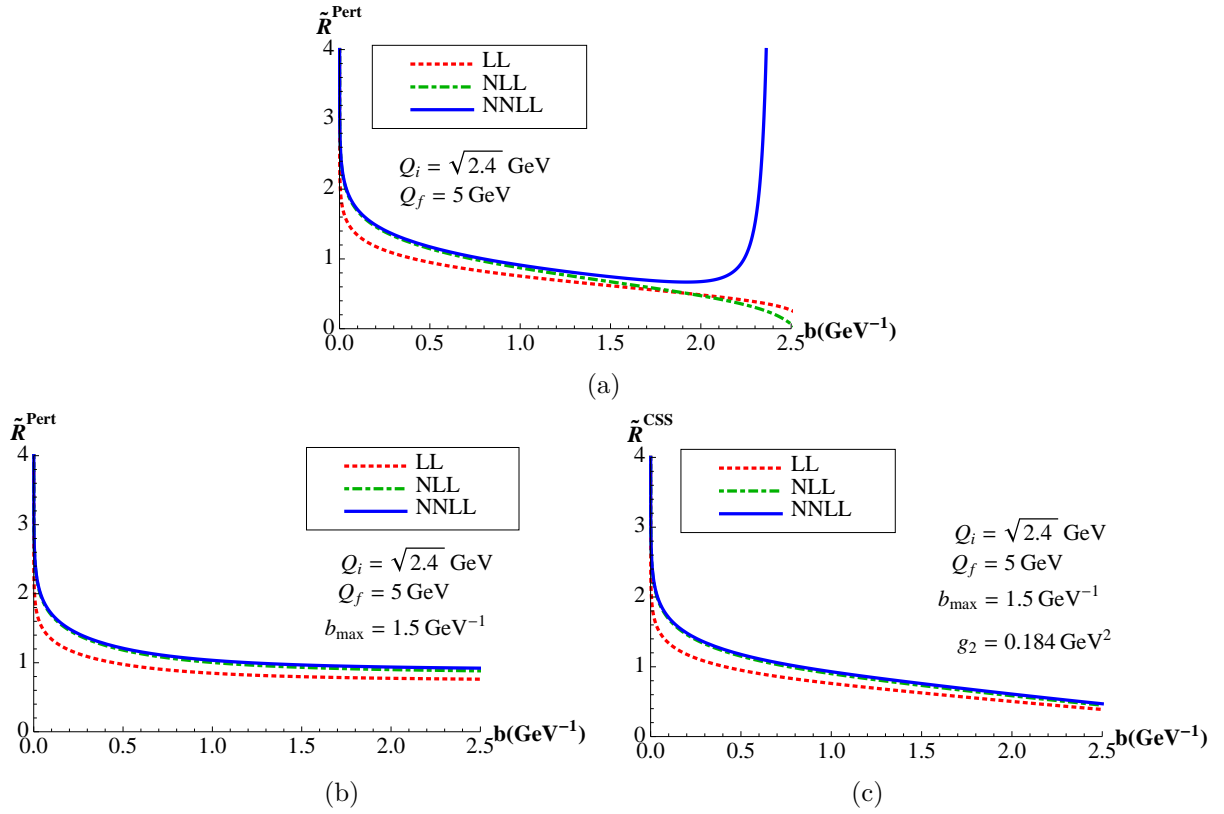 R̃^Pert
4
3
2
1
0
LL
NLL
NNLL
Q_i = √2.4 GeV
Q_f = 5 GeV
0.0 0.5 1.0 1.5 2.0 2.5
b(GeV⁻¹)
(a)
R̃^Pert
4
3
2
1
0
LL
NLL
NNLL
Q_i = √2.4 GeV
Q_f = 5 GeV
b_max = 1.5 GeV⁻¹
0.0 0.5 1.0 1.5 2.0 2.5
b(GeV⁻¹)
(b)
R̃^CSS
4
3
2
1
0
LL
NLL
NNLL
Q_i = √2.4 GeV
Q_f = 5 GeV
b_max = 1.5 GeV⁻¹
g_2 = 0.184 GeV²
0.0 0.5 1.0 1.5 2.0 2.5
b(GeV⁻¹)
(c)